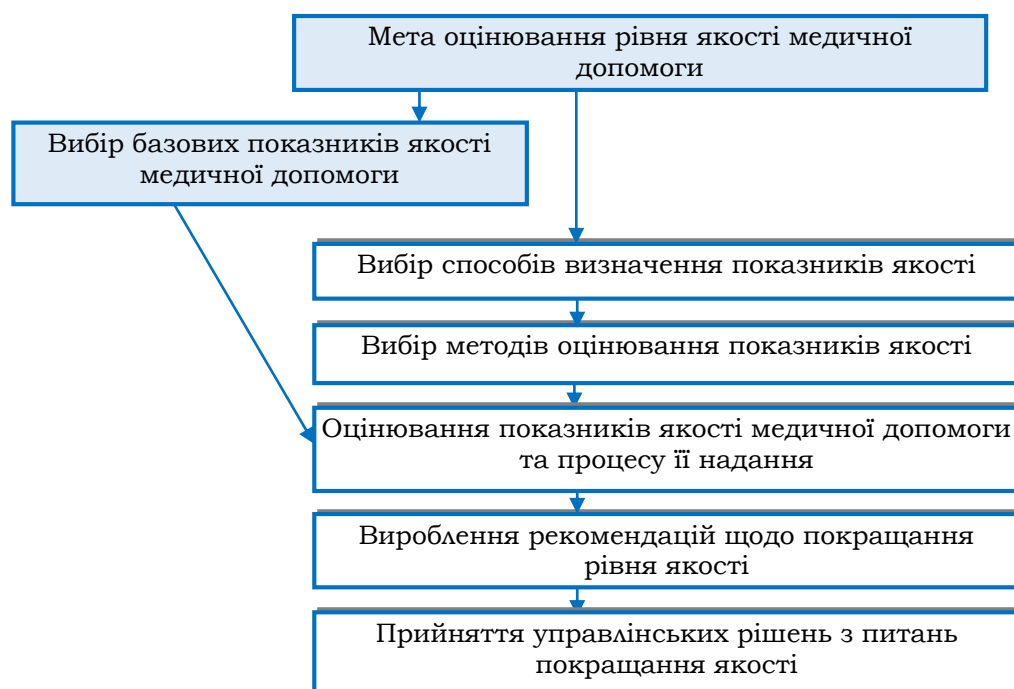 Мета оцінювання рівня якості медичної
допомоги
Вибір базових показників якості
медичної допомоги
Вибір способів визначення показників якості
Вибір методів оцінювання показників якості
Оцінювання показників якості медичної допомоги
та процесу її надання
Вироблення рекомендацій щодо покращання
рівня якості
Прийняття управлінських рішень з питань
покращання якості